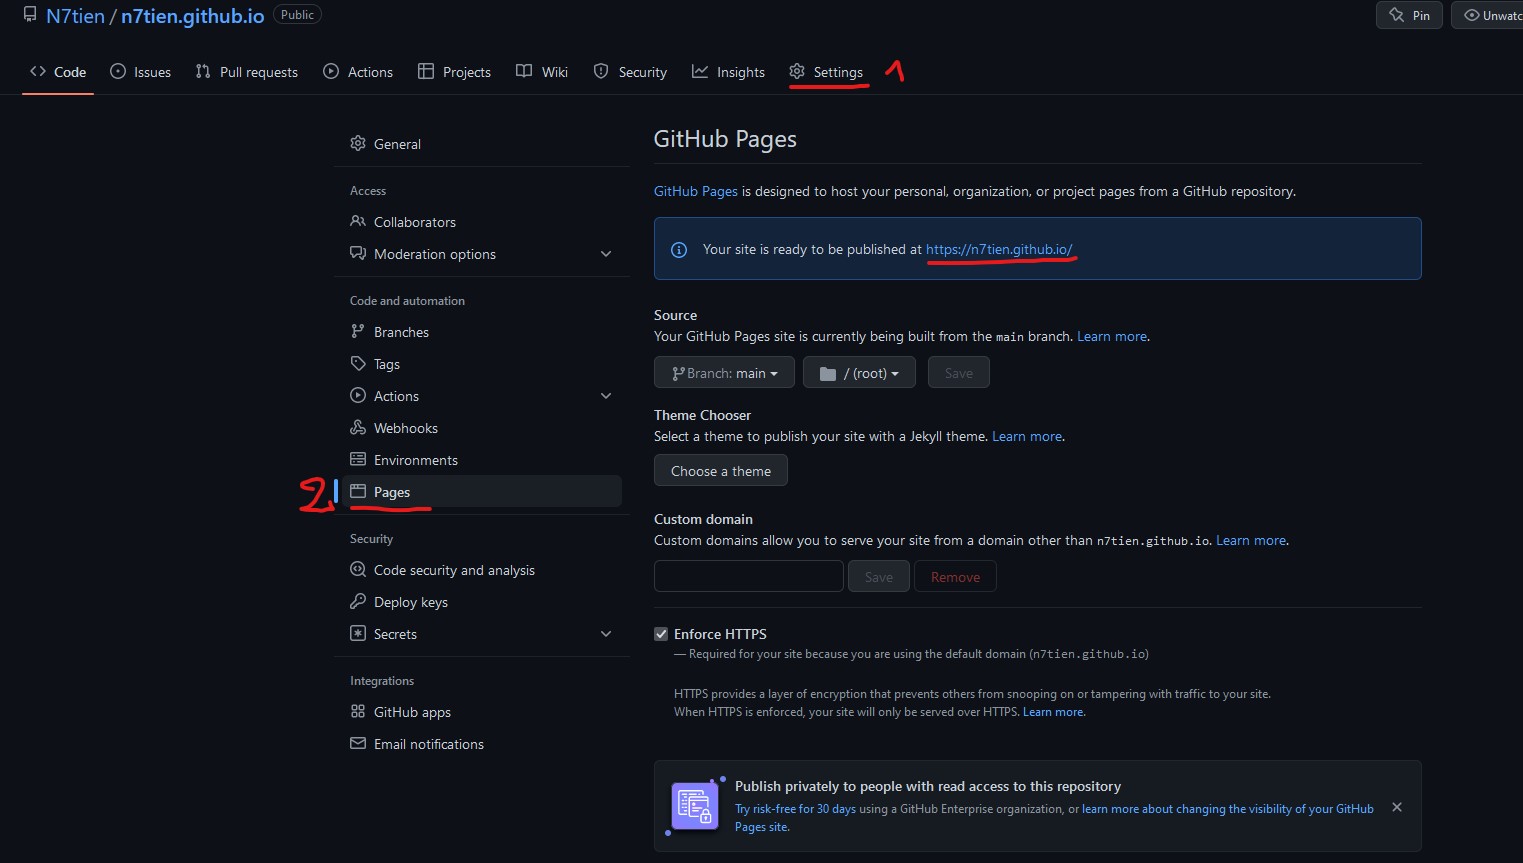 N7tien / n7tien.github.io Public
Pin Unwatc
Code Issues Pull requests Actions Projects Wiki Security Insights Settings 1
General
Access
Collaborators
Moderation options
Code and automation
Branches
Tags
Actions
Webhooks
Environments
2. Pages
Security
Code security and analysis
Deploy keys
Secrets
Integrations
GitHub apps
Email notifications
GitHub Pages
GitHub Pages is designed to host your personal, organization, or project pages from a GitHub repository.
Your site is ready to be published at https://n7tien.github.io/
Source
Your GitHub Pages site is currently being built from the main branch. Learn more.
Branch: main / (root) Save
Theme Chooser
Select a theme to publish your site with a Jekyll theme. Learn more.
Choose a theme
Custom domain
Custom domains allow you to serve your site from a domain other than n7tien.github.io. Learn more.
Save Remove
Enforce HTTPS
— Required for your site because you are using the default domain (n7tien.github.io)
HTTPS provides a layer of encryption that prevents others from snooping on or tampering with traffic to your site.
When HTTPS is enforced, your site will only be served over HTTPS. Learn more.
Publish privately to people with read access to this repository
Try risk-free for 30 days using a GitHub Enterprise organization, or learn more about changing the visibility of your GitHub
Pages site.